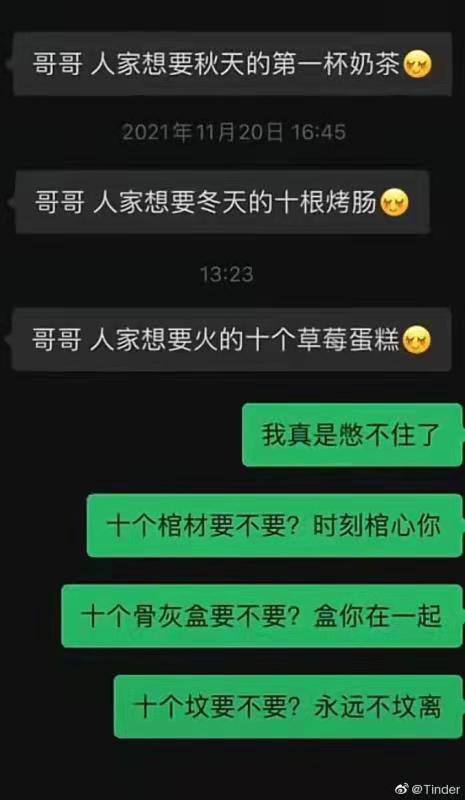 哥哥 人家想要秋天的第一杯奶茶😌
2021年11月20日 16:45
哥哥 人家想要冬天的十根烤肠😌
13:23
哥哥 人家想要火的十个草莓蛋糕😌
我真是憋不住了
十个棺材要不要？时刻棺心你
十个骨灰盒要不要？盒你在一起
十个坟要不要？永远不坟离
@Tinder